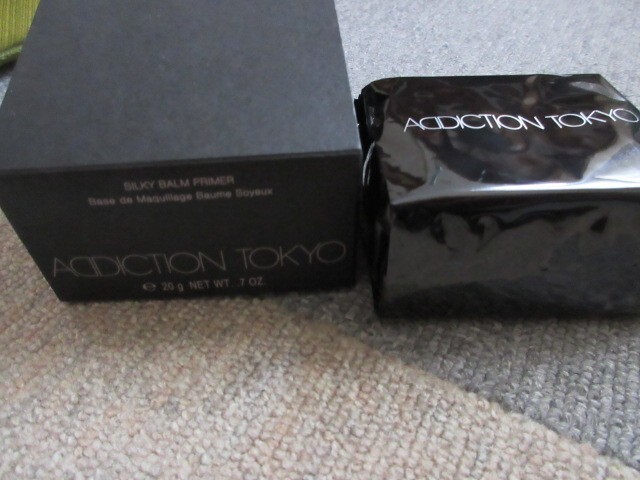 SILKY BALM PRIMER
Base de Maquillage Baume Soyeux
ADDICTION TOKYO
℮ 20 g NET WT. .7 OZ.
ADDICTION TOKYO